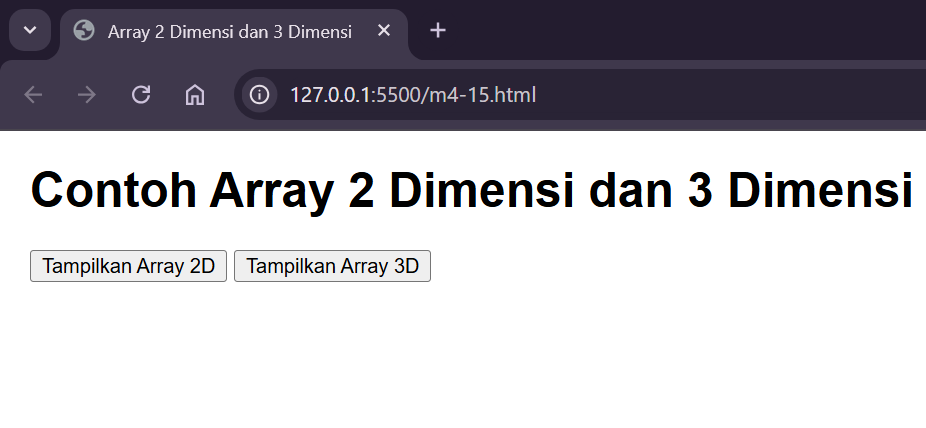 Array 2 Dimensi dan 3 Dimensi
127.0.0.1:5500/m4-15.html
Contoh Array 2 Dimensi dan 3 Dimensi
Tampilkan Array 2D Tampilkan Array 3D